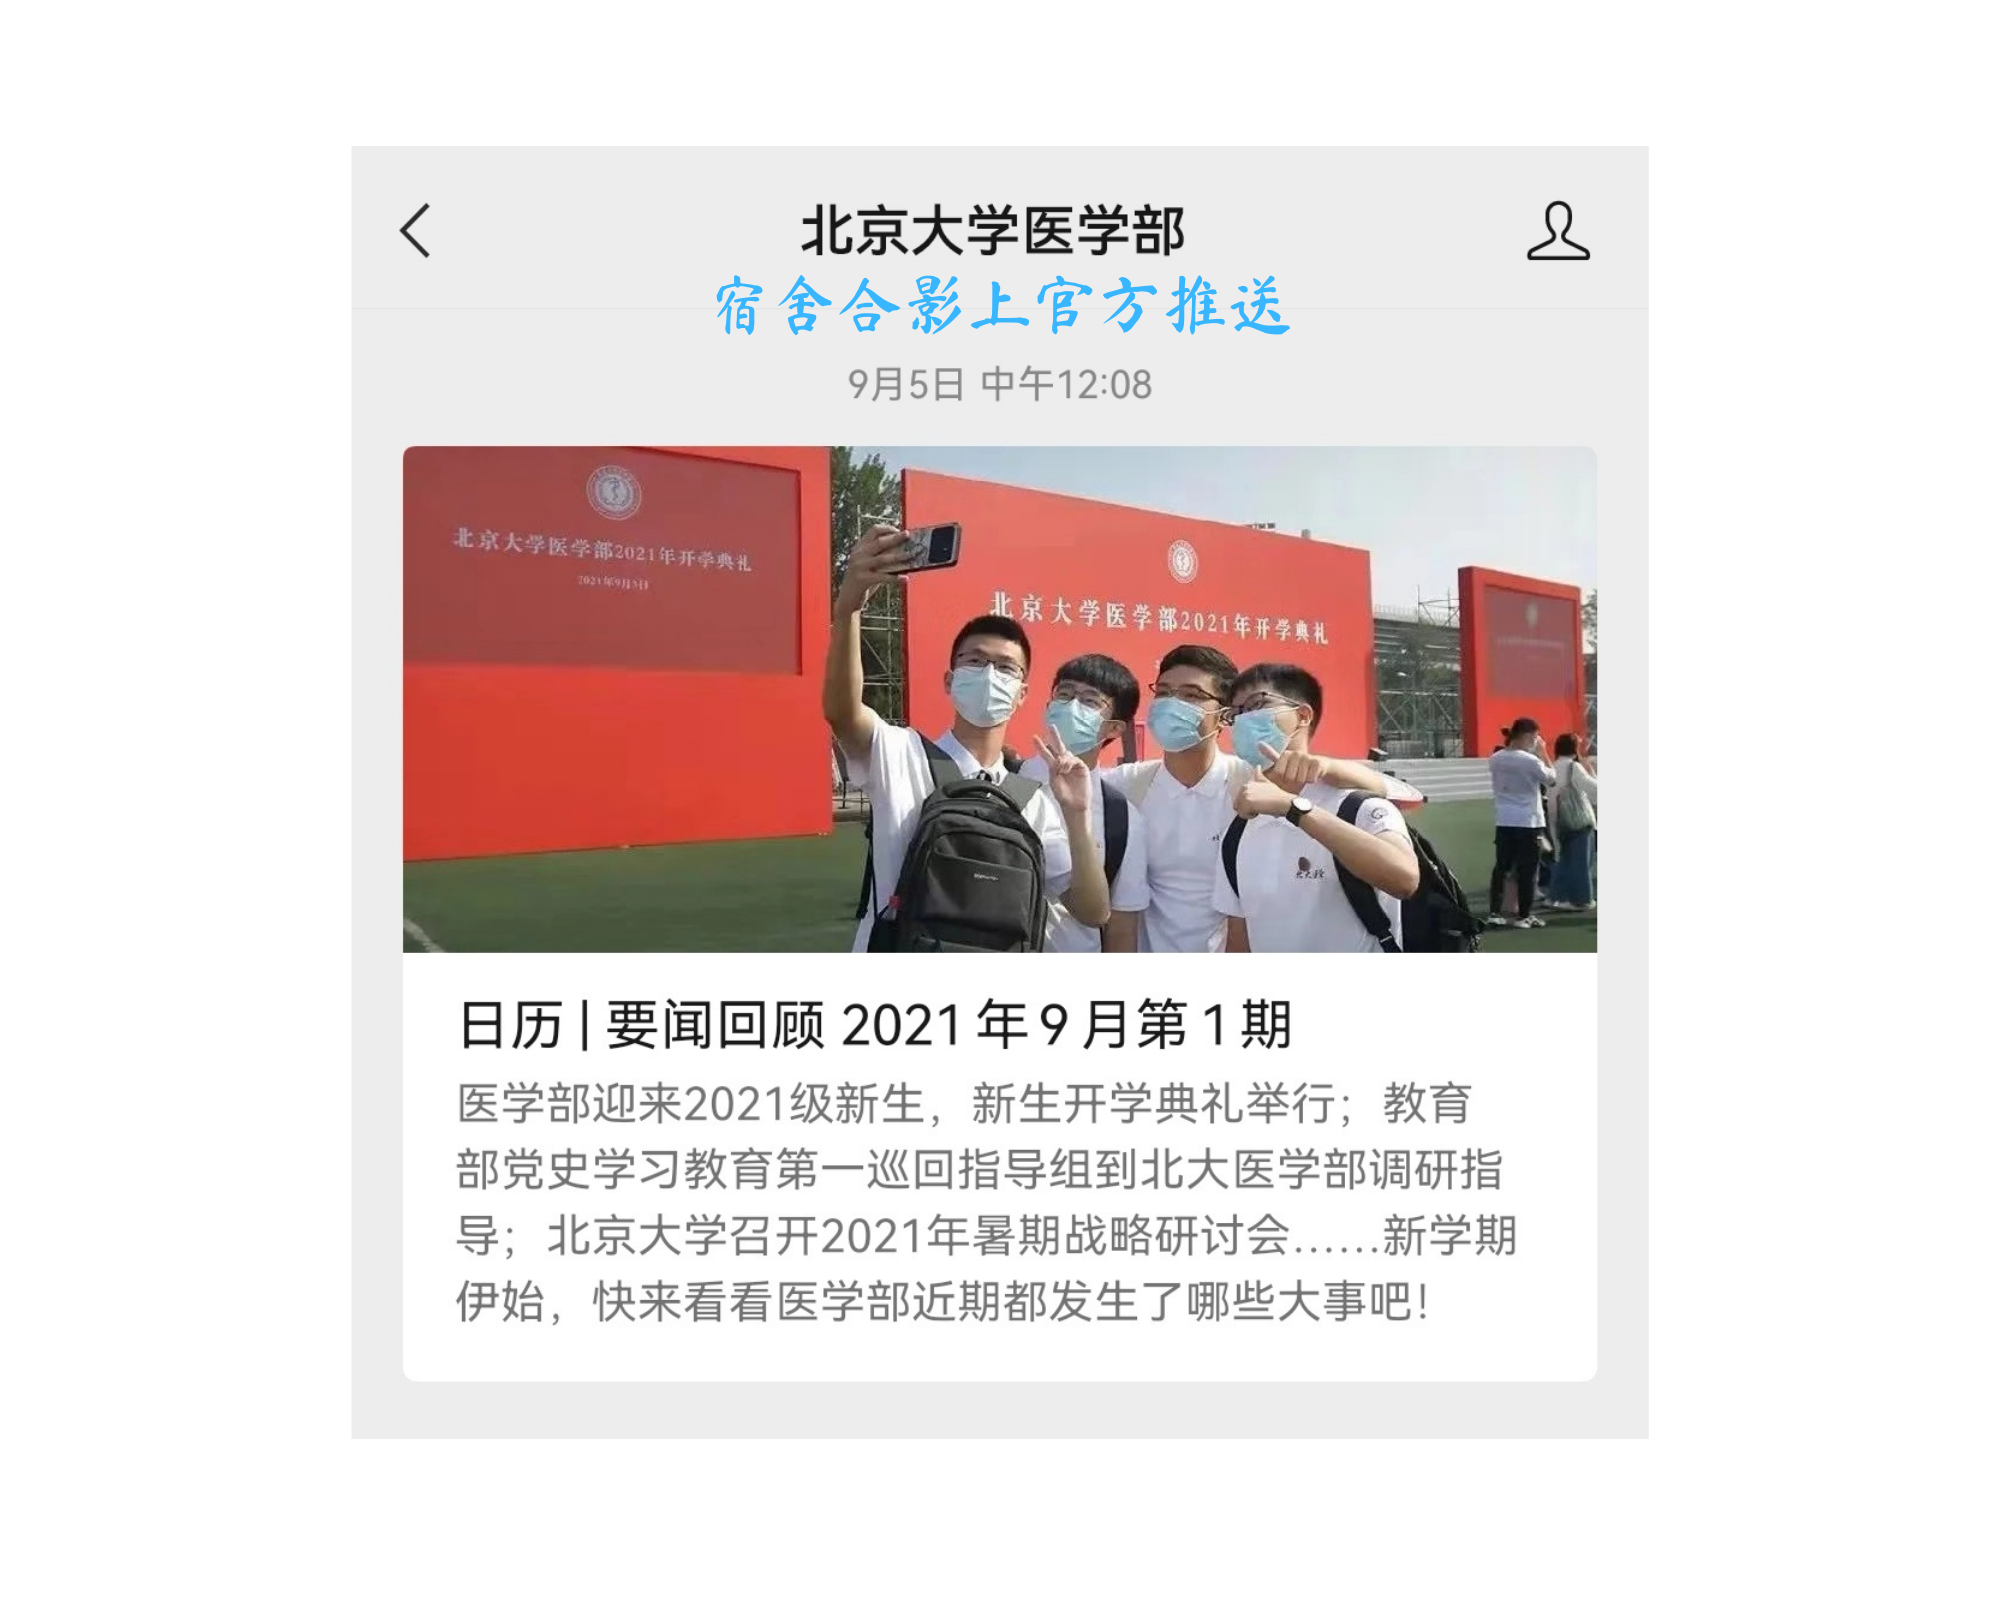 北京大学医学部
宿舍合影上官方推送
9月5日 中午12:08
北京大学医学部2021年开学典礼
2021年9月3日
北京大学医学部2021年开学典礼
日历 | 要闻回顾 2021 年 9 月第 1 期
医学部迎来2021级新生，新生开学典礼举行；教育
部党史学习教育第一巡回指导组到北大医学部调研指
导；北京大学召开2021年暑期战略研讨会……新学期
伊始，快来看看医学部近期都发生了哪些大事吧！